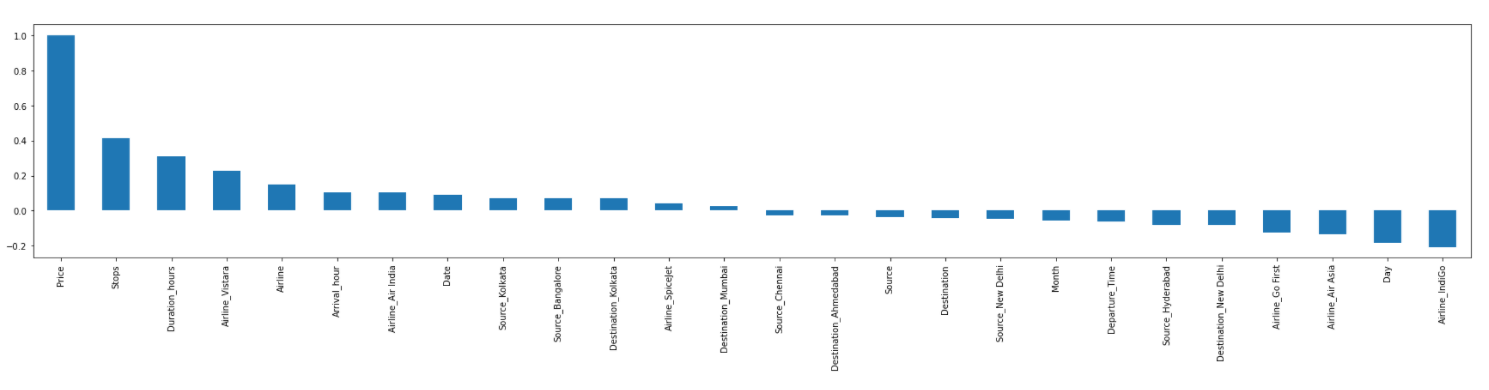 1.0
0.8
0.6
0.4
0.2
0.0
−0.2
Price
Stops
Duration_hours
Airline_Vistara
Airline
Arrival_hour
Airline_Air India
Date
Source_Kolkata
Source_Bangalore
Destination_Kolkata
Airline_SpiceJet
Destination_Mumbai
Source_Chennai
Destination_Ahmedabad
Source
Destination
Source_New Delhi
Month
Departure_Time
Source_Hyderabad
Destination_New Delhi
Airline_Go First
Airline_Air Asia
Day
Airline_IndiGo